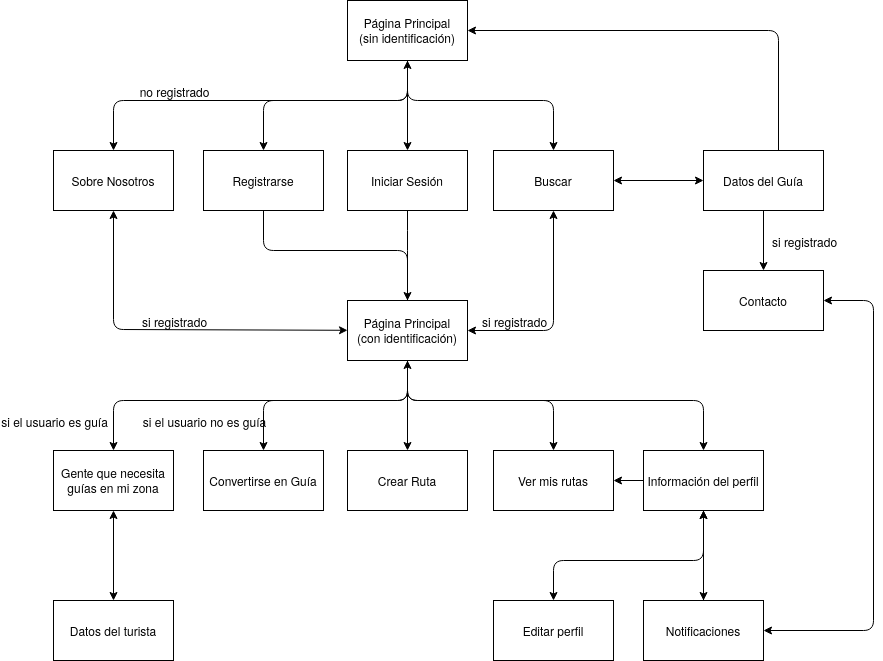 Página Principal
(sin identificación)
no registrado
Sobre Nosotros
Registrarse
Iniciar Sesión
Buscar
Datos del Guía
si registrado
Contacto
si registrado
Página Principal
(con identificación)
si registrado
si el usuario es guía
si el usuario no es guía
Gente que necesita
guías en mi zona
Convertirse en Guía
Crear Ruta
Ver mis rutas
Información del perfil
Datos del turista
Editar perfil
Notificaciones